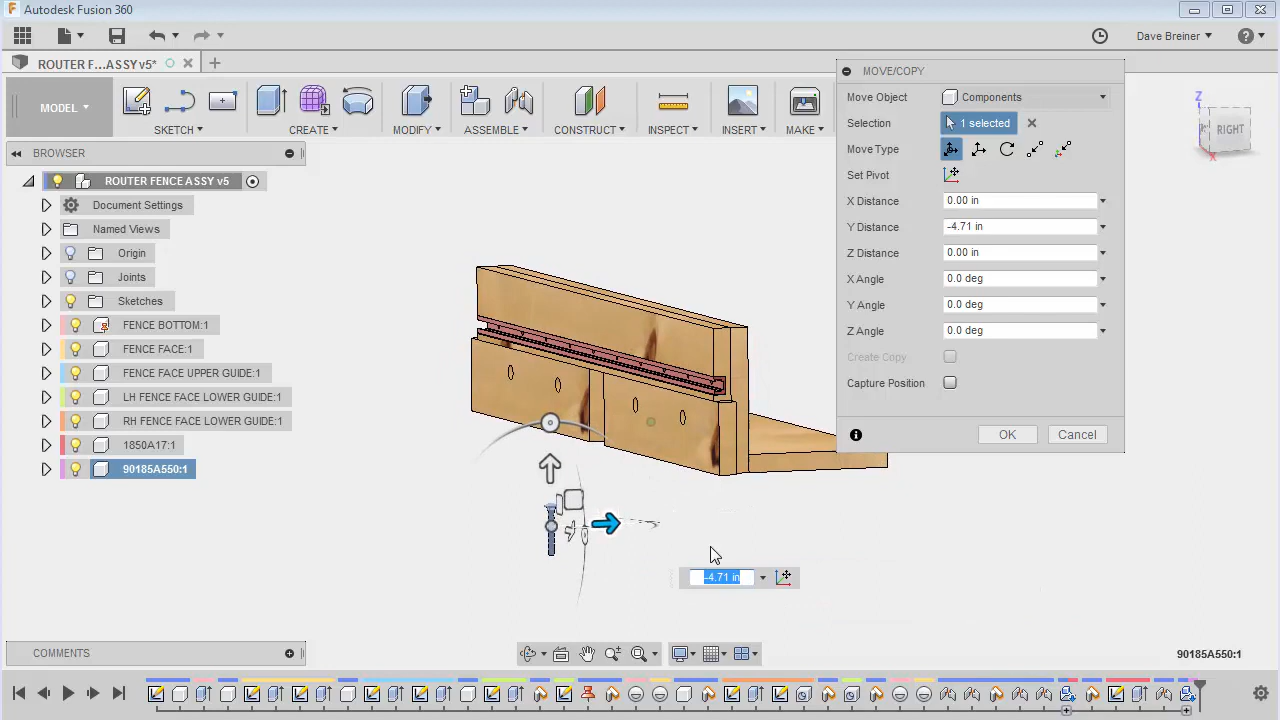 Autodesk Fusion 360
Dave Breiner
ROUTER F...ASSY v5*
MODEL
SKETCH
CREATE
MODIFY
ASSEMBLE
CONSTRUCT
INSPECT
INSERT
MAKE
BROWSER
ROUTER FENCE ASSY v5
Document Settings
Named Views
Origin
Joints
Sketches
FENCE BOTTOM:1
FENCE FACE:1
FENCE FACE UPPER GUIDE:1
LH FENCE FACE LOWER GUIDE:1
RH FENCE FACE LOWER GUIDE:1
1850A17:1
90185A550:1
MOVE/COPY
Move Object Components
Selection 1 selected
Move Type
Set Pivot
X Distance 0.00 in
Y Distance -4.71 in
Z Distance 0.00 in
X Angle 0.0 deg
Y Angle 0.0 deg
Z Angle 0.0 deg
Create Copy
Capture Position
OK Cancel
Z
RIGHT
X
-4.71 in
COMMENTS
90185A550:1